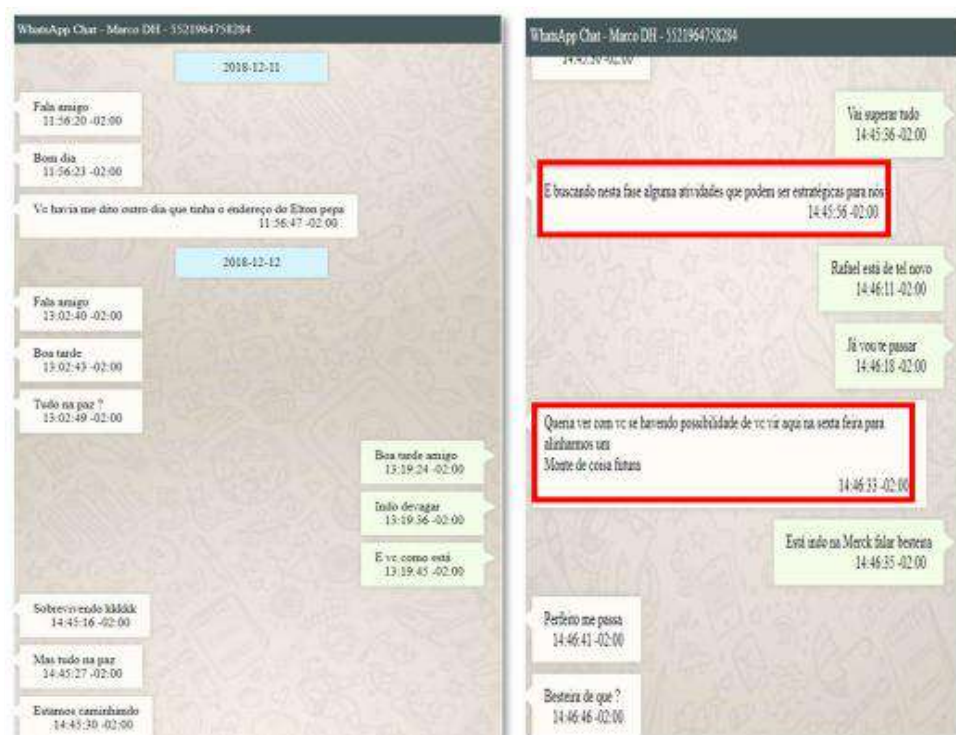 WhatsApp Chat - Marco DH - 5521964758284
2018-12-11
Fala amigo
11:56:20 -02:00
Bom dia
11:56:23 -02:00
Vc havia me dito outro dia que tinha o endereço do Elton pepa
11:56:47 -02:00
2018-12-12
Fala amigo
13:02:40 -02:00
Boa tarde
13:02:43 -02:00
Tudo na paz ?
13:02:49 -02:00
Boa tarde amigo
13:19:24 -02:00
Indo devagar
13:19:36 -02:00
E vc como está
13:19:45 -02:00
Sobrevivendo kkkkk
14:45:16 -02:00
Mas tudo na paz
14:45:27 -02:00
Estamos caminhando
14:45:30 -02:00
WhatsApp Chat - Marco DH - 5521964758284
14:45:30 -02:00
Vai superar tudo
14:45:36 -02:00
E buscando nesta fase alguma atividades que podem ser estratégicas para nós
14:45:56 -02:00
Rafael está de tel novo
14:46:11 -02:00
Já vou te passar
14:46:18 -02:00
Queria ver com vc se havendo possibilidade de vc vir aqui na sexta feira para
alinharmos um
Monte de coisa futura
14:46:33 -02:00
Está indo na Merck falar besteira
14:46:35 -02:00
Perfeito me passa
14:46:41 -02:00
Besteira de que ?
14:46:46 -02:00